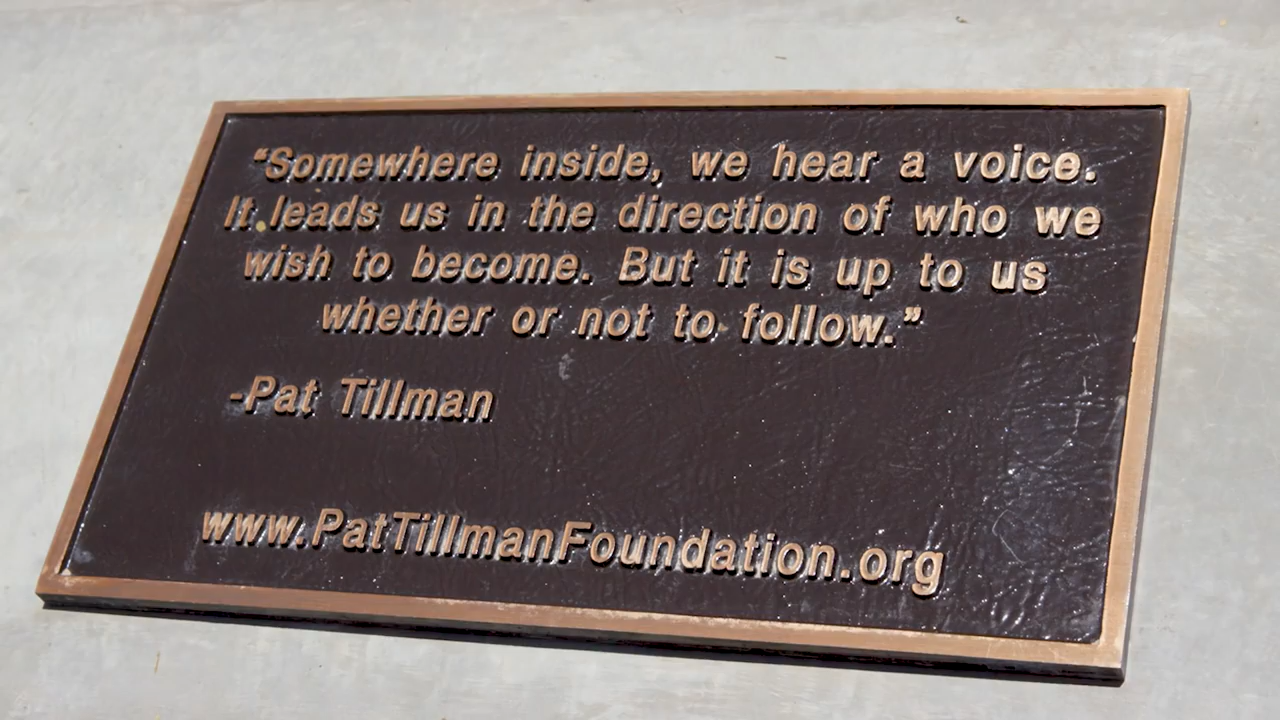 “Somewhere inside, we hear a voice.
It leads us in the direction of who we
wish to become. But it is up to us
whether or not to follow.”
-Pat Tillman
www.PatTillmanFoundation.org